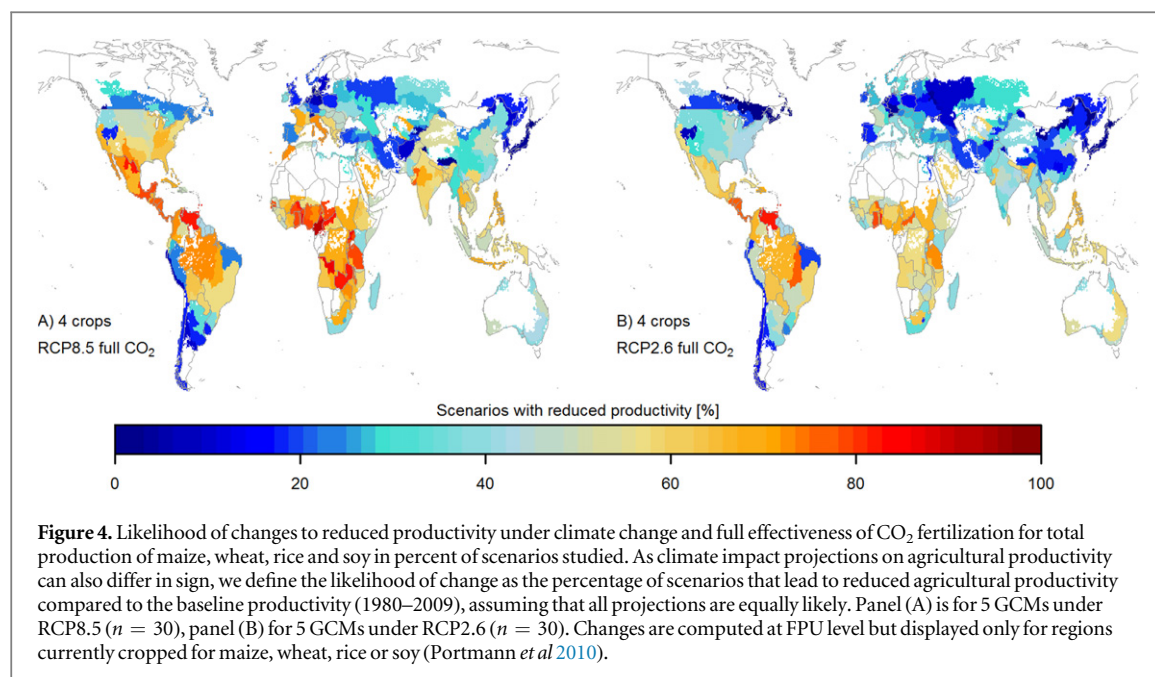 A) 4 crops
RCP8.5 full CO₂
B) 4 crops
RCP2.6 full CO₂
Scenarios with reduced productivity [%]
0 20 40 60 80 100
Figure 4. Likelihood of changes to reduced productivity under climate change and full effectiveness of CO₂ fertilization for total
production of maize, wheat, rice and soy in percent of scenarios studied. As climate impact projections on agricultural productivity
can also differ in sign, we define the likelihood of change as the percentage of scenarios that lead to reduced agricultural productivity
compared to the baseline productivity (1980–2009), assuming that all projections are equally likely. Panel (A) is for 5 GCMs under
RCP8.5 (n = 30), panel (B) for 5 GCMs under RCP2.6 (n = 30). Changes are computed at FPU level but displayed only for regions
currently cropped for maize, wheat, rice or soy (Portmann et al 2010).